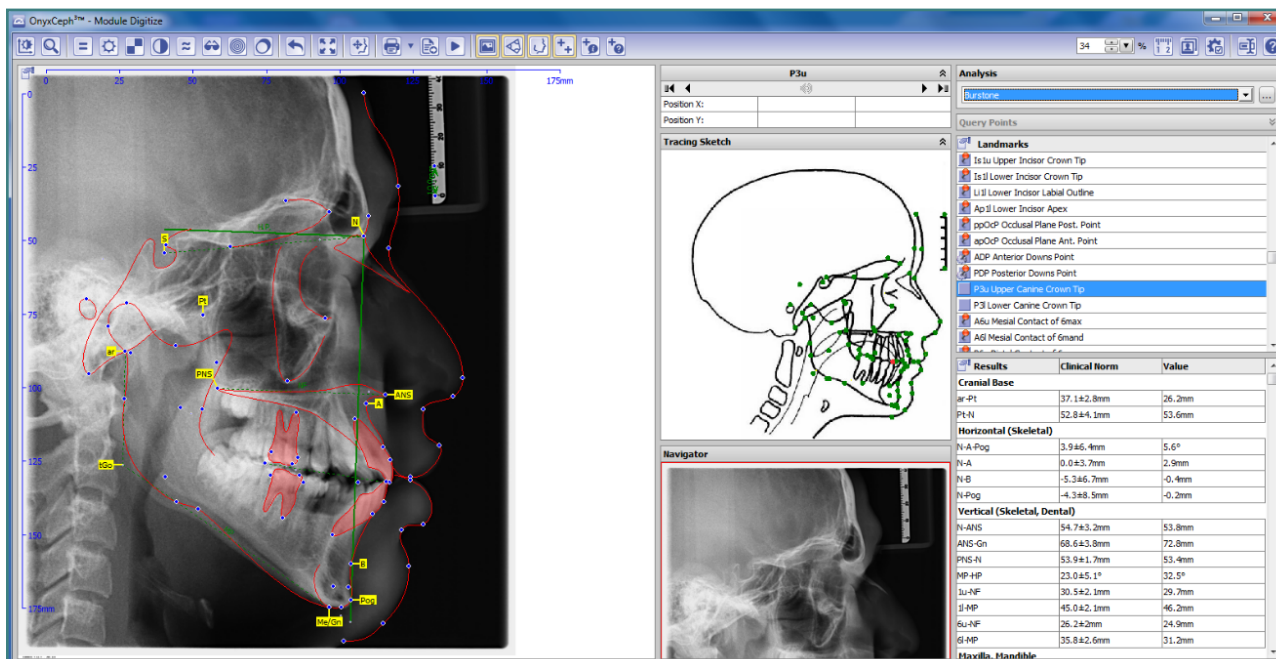 OnyxCeph³™ - Module Digitize
34 %
P3u
Position X:
Position Y:
Tracing Sketch
Navigator
Analysis
Burstone
Query Points
Landmarks
Is1u Upper Incisor Crown Tip
Is1l Lower Incisor Crown Tip
Li1l Lower Incisor Labial Outline
Ap1l Lower Incisor Apex
ppOcP Occlusal Plane Post. Point
apOcP Occlusal Plane Ant. Point
ADP Anterior Downs Point
PDP Posterior Downs Point
P3u Upper Canine Crown Tip
P3l Lower Canine Crown Tip
A6u Mesial Contact of 6max
A6l Mesial Contact of 6mand
Results Clinical Norm Value
Cranial Base
ar-Pt 37.1±2.8mm 26.2mm
Pt-N 52.8±4.1mm 53.6mm
Horizontal (Skeletal)
N-A-Pog 3.9±6.4mm 5.6°
N-A 0.0±3.7mm 2.9mm
N-B -5.3±6.7mm -0.4mm
N-Pog -4.3±8.5mm -0.2mm
Vertical (Skeletal, Dental)
N-ANS 54.7±3.2mm 53.8mm
ANS-Gn 68.6±3.8mm 72.8mm
PNS-N 53.9±1.7mm 53.4mm
MP-HP 23.0±5.1° 32.5°
1u-NF 30.5±2.1mm 29.7mm
1l-MP 45.0±2.1mm 46.2mm
6u-NF 26.2±2mm 24.9mm
6l-MP 35.8±2.6mm 31.2mm
Maxilla, Mandible
0 25 50 75 175mm
0
25
50
75
100
125
150
175mm
N
S
Pt
ar
PNS
ANS
A
tGo
B
Pog
Me/Gn